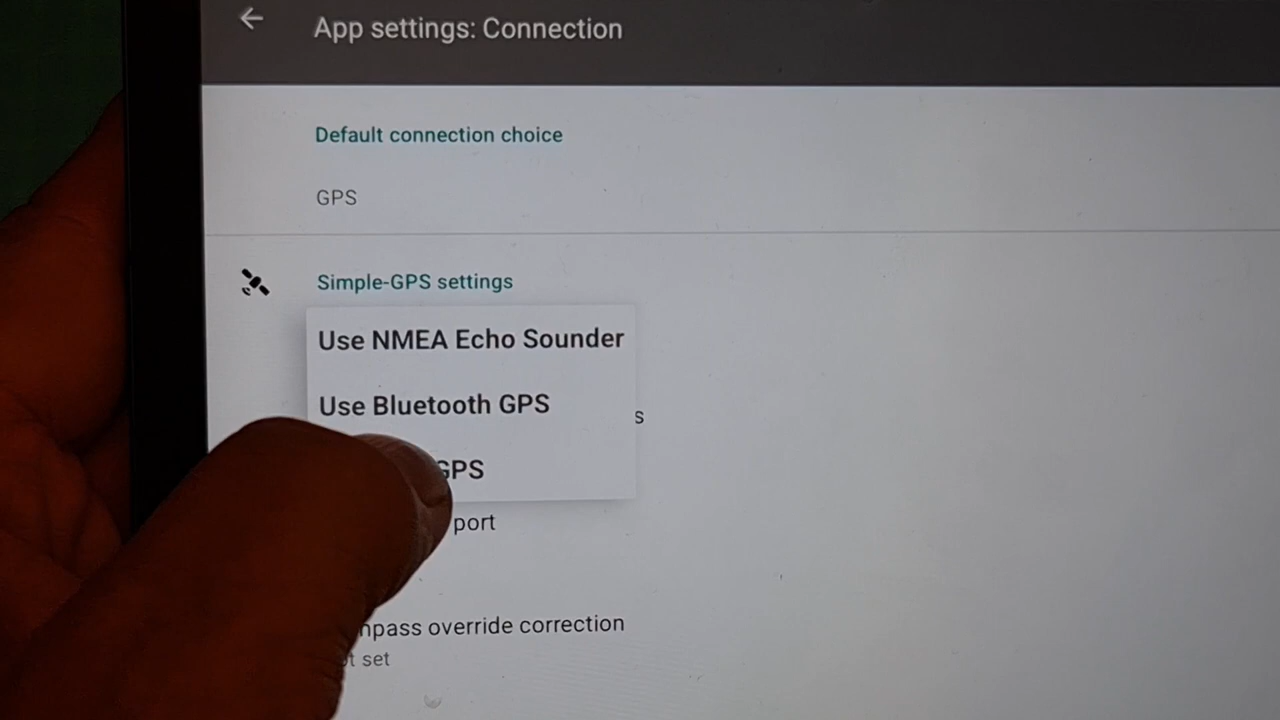 App settings: Connection
Default connection choice
GPS
Simple-GPS settings
Use NMEA Echo Sounder
Use Bluetooth GPS
s
GPS
port
mpass override correction
t set